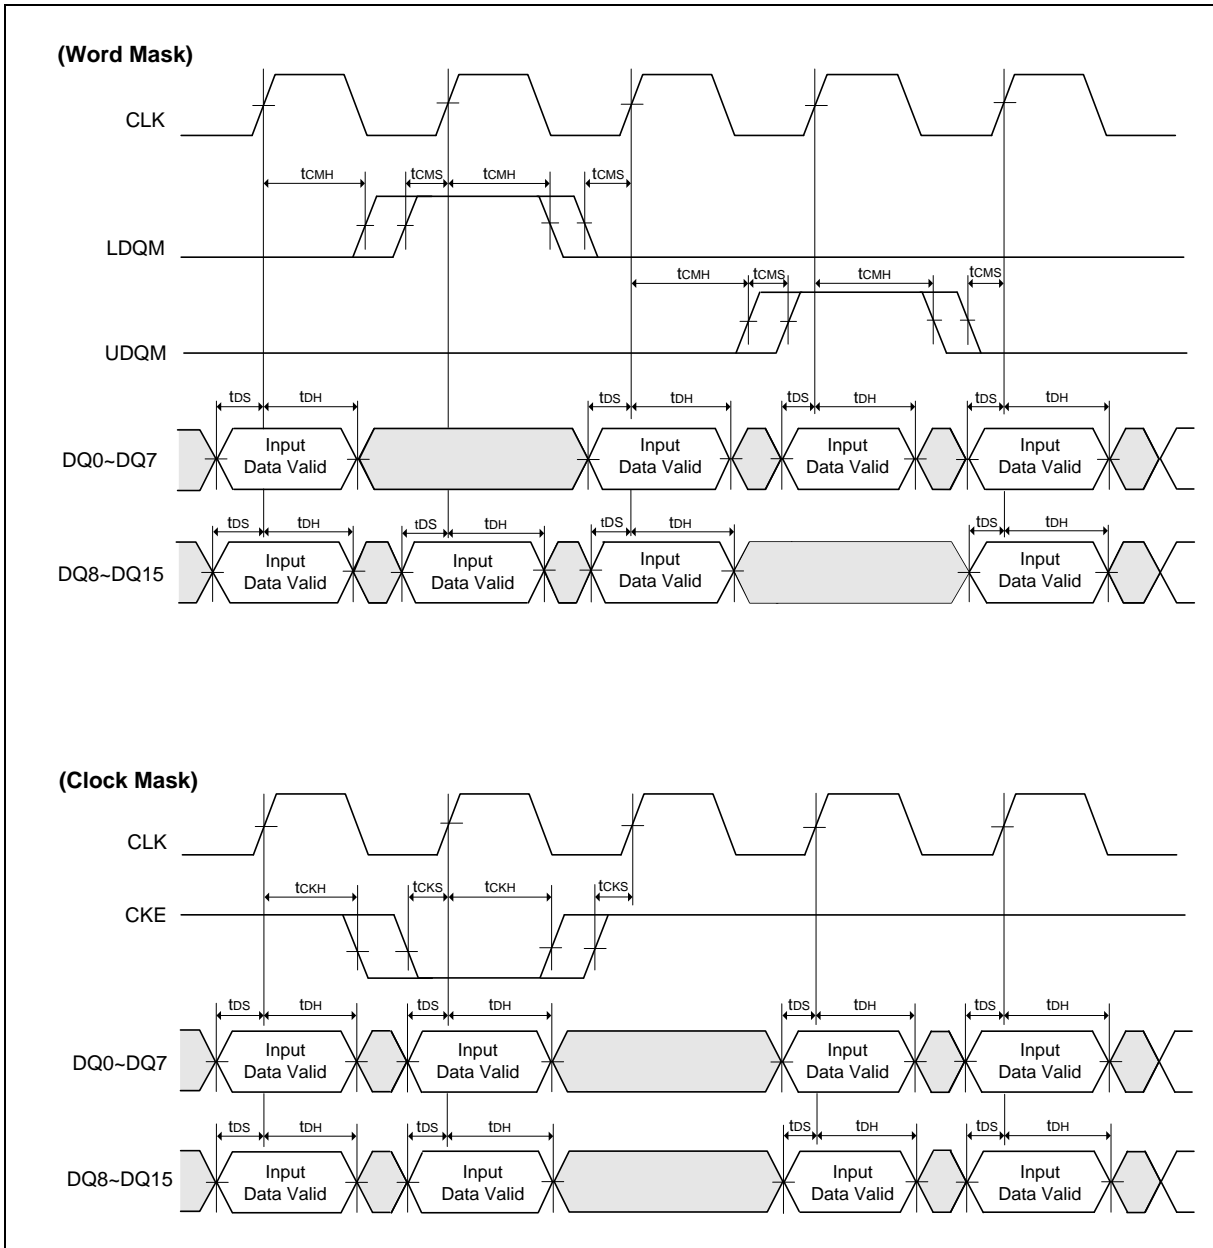 (Word Mask)
CLK
tCMH tCMS tCMH tCMS
LDQM
tCMH tCMS tCMH tCMS
UDQM
tDS tDH tDS tDH tDS tDH tDS tDH
DQ0~DQ7
Input Data Valid
Input Data Valid
Input Data Valid
Input Data Valid
tDS tDH tDS tDH tDS tDH tDS tDH
DQ8~DQ15
Input Data Valid
Input Data Valid
Input Data Valid
Input Data Valid
(Clock Mask)
CLK
tCKH tCKS tCKH tCKS
CKE
tDS tDH tDS tDH tDS tDH tDS tDH
DQ0~DQ7
Input Data Valid
Input Data Valid
Input Data Valid
Input Data Valid
tDS tDH tDS tDH tDS tDH tDS tDH
DQ8~DQ15
Input Data Valid
Input Data Valid
Input Data Valid
Input Data Valid